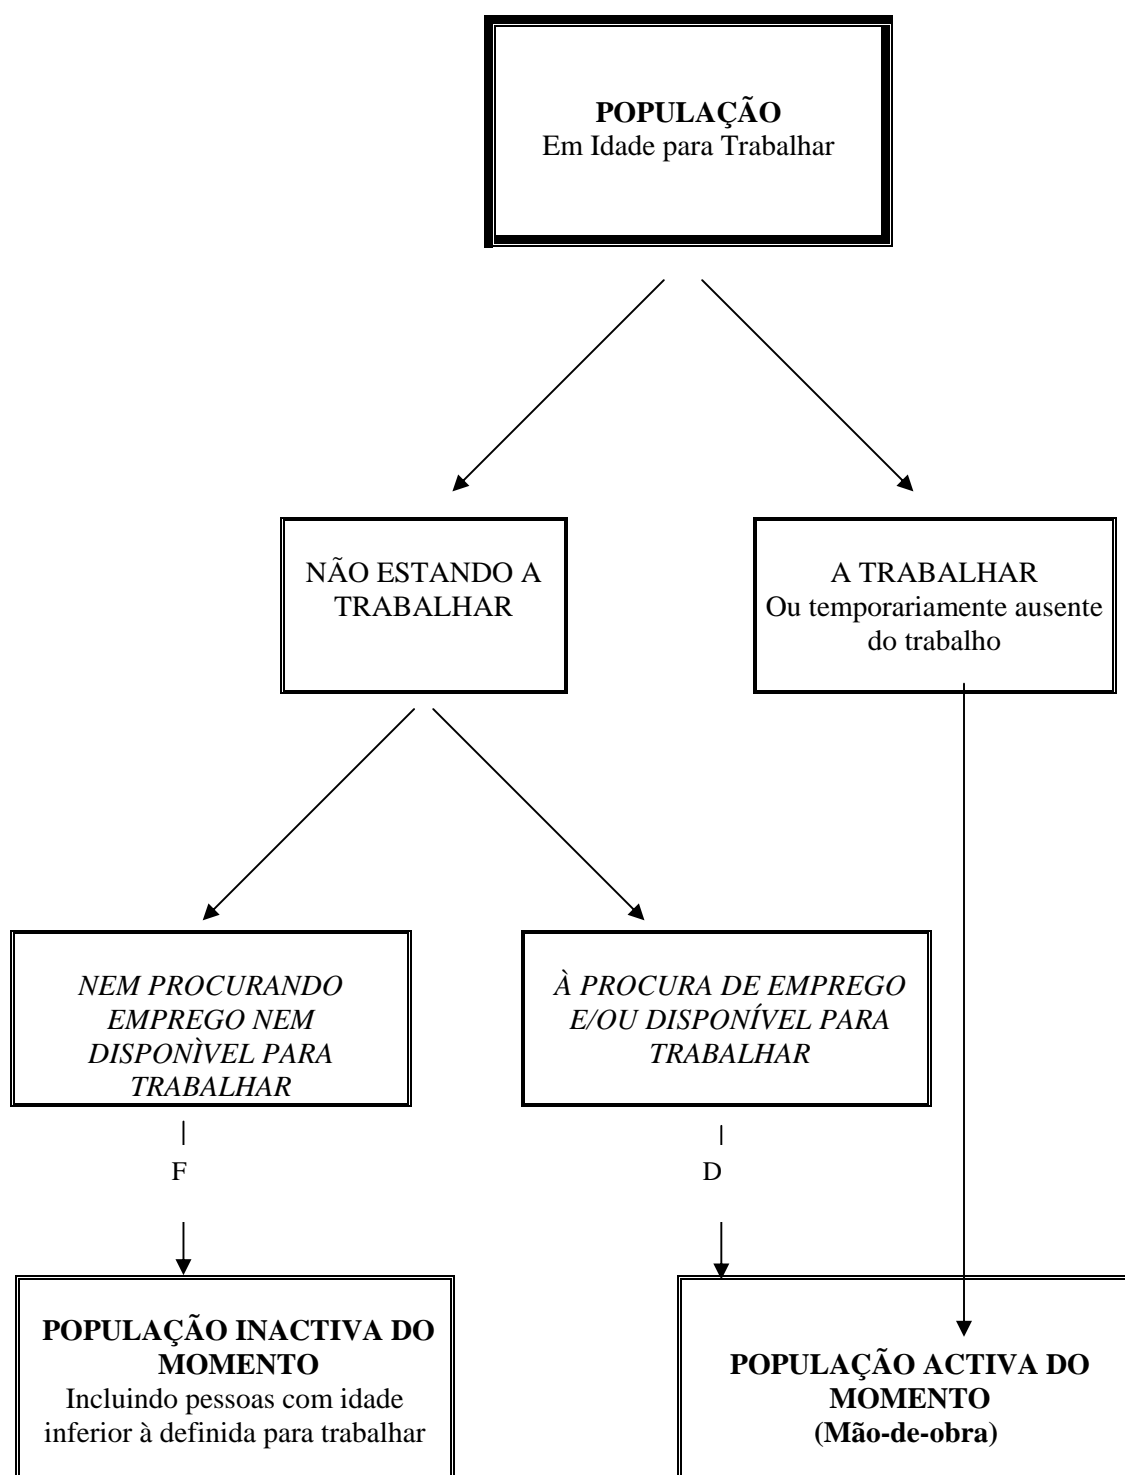 POPULAÇÃO
Em Idade para Trabalhar
NÃO ESTANDO A
TRABALHAR
A TRABALHAR
Ou temporariamente ausente
do trabalho
NEM PROCURANDO
EMPREGO NEM
DISPONÌVEL PARA
TRABALHAR
À PROCURA DE EMPREGO
E/OU DISPONÍVEL PARA
TRABALHAR
F
D
POPULAÇÃO INACTIVA DO
MOMENTO
Incluindo pessoas com idade
inferior à definida para trabalhar
POPULAÇÃO ACTIVA DO
MOMENTO
(Mão-de-obra)